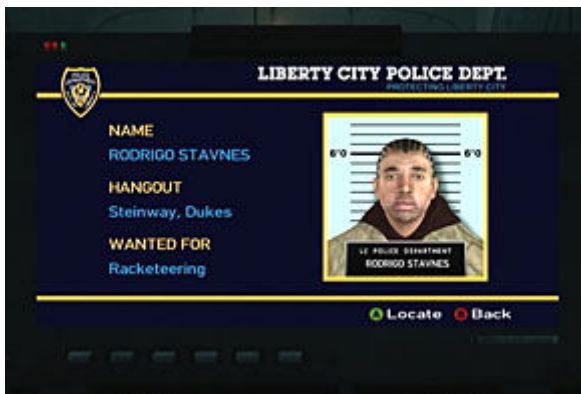 LIBERTY CITY POLICE DEPT.
PROTECTING LIBERTY CITY
NAME
RODRIGO STAVNES
HANGOUT
Steinway, Dukes
WANTED FOR
Racketeering
6'0 6'0
LC POLICE DEPARTMENT
RODRIGO STAVNES
A Locate B Back